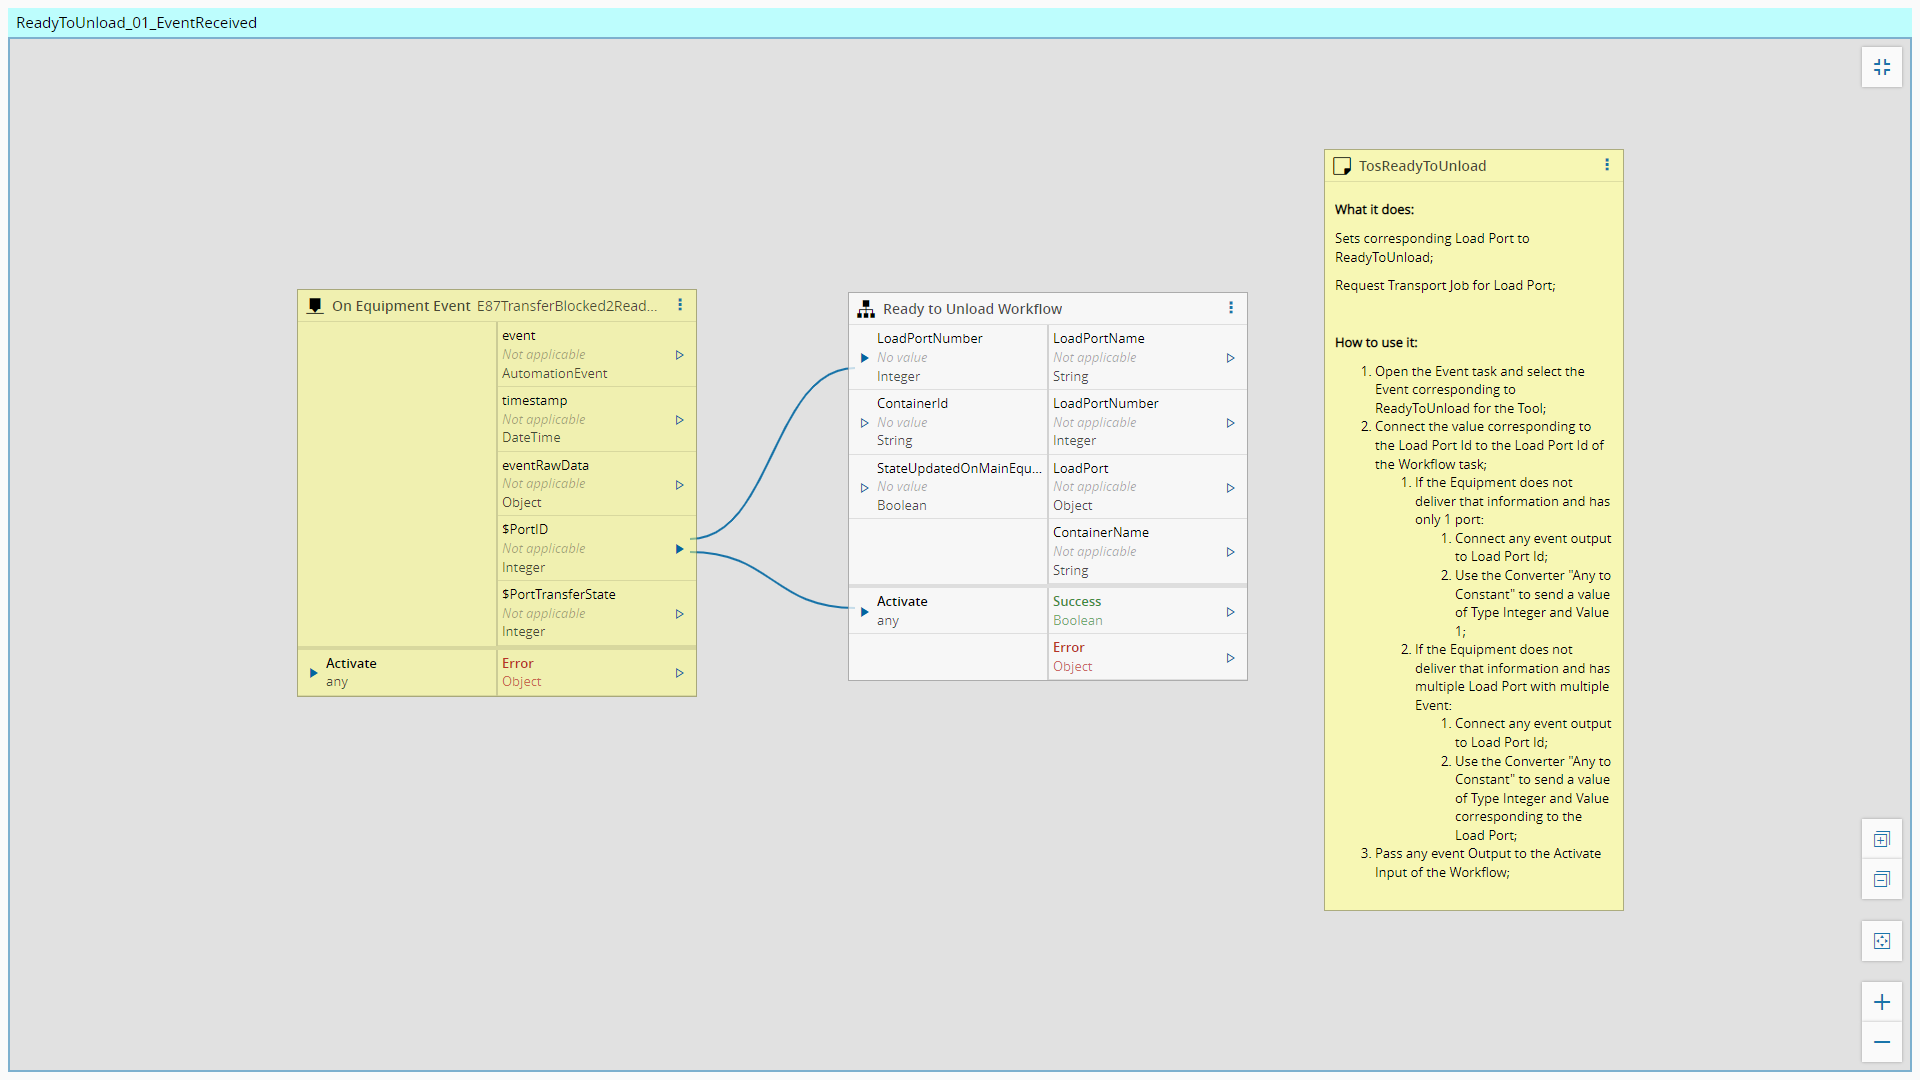 ReadyToUnload_01_EventReceived
On Equipment Event E87TransferBlocked2Read...
event
Not applicable
AutomationEvent
timestamp
Not applicable
DateTime
eventRawData
Not applicable
Object
$PortID
Not applicable
Integer
$PortTransferState
Not applicable
Integer
Activate
any
Error
Object
Ready to Unload Workflow
LoadPortNumber
No value
Integer
ContainerId
No value
String
StateUpdatedOnMainEqu...
No value
Boolean
LoadPortName
Not applicable
String
LoadPortNumber
Not applicable
Integer
LoadPort
Not applicable
Object
ContainerName
Not applicable
String
Activate
any
Success
Boolean
Error
Object
TosReadyToUnload
What it does:
Sets corresponding Load Port to
ReadyToUnload;
Request Transport Job for Load Port;
How to use it:
1. Open the Event task and select the
Event corresponding to
ReadyToUnload for the Tool;
2. Connect the value corresponding to
the Load Port Id to the Load Port Id of
the Workflow task;
1. If the Equipment does not
deliver that information and has
only 1 port:
1. Connect any event output
to Load Port Id;
2. Use the Converter "Any to
Constant" to send a value
of Type Integer and Value
1;
2. If the Equipment does not
deliver that information and has
multiple Load Port with multiple
Event:
1. Connect any event output
to Load Port Id;
2. Use the Converter "Any to
Constant" to send a value
of Type Integer and Value
corresponding to the
Load Port;
3. Pass any event Output to the Activate
Input of the Workflow;